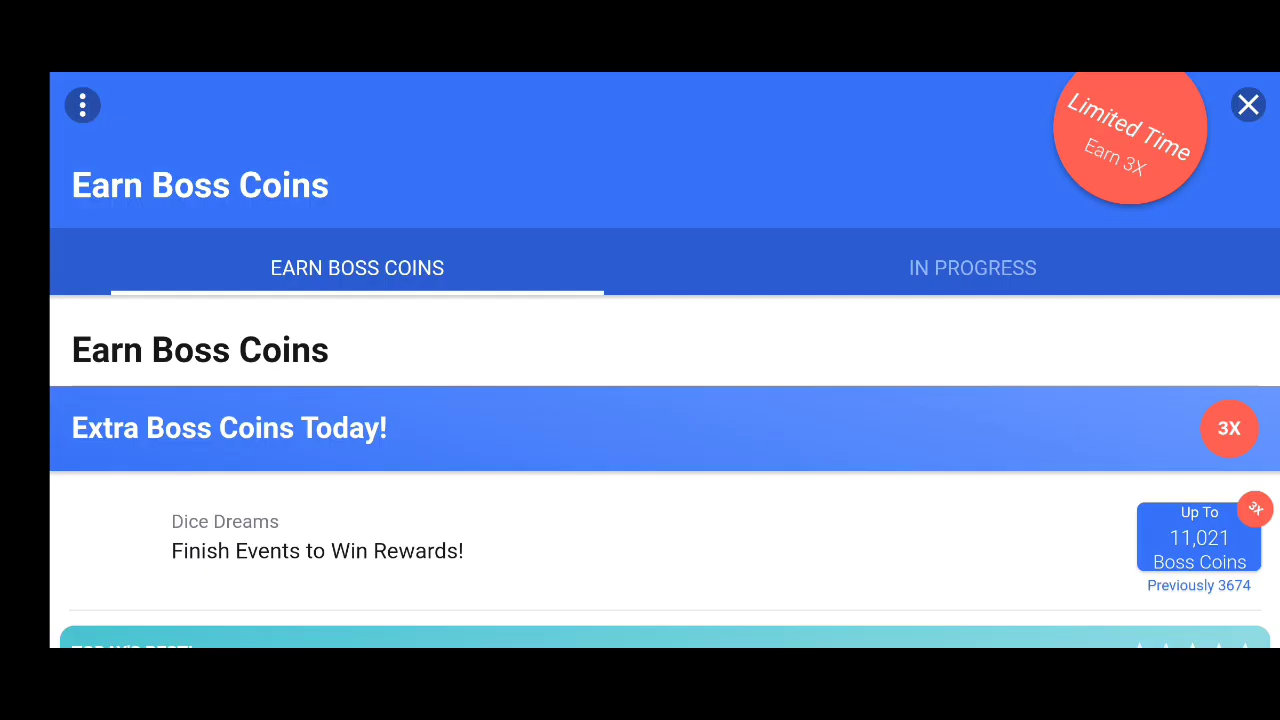 Limited Time
Earn 3X
Earn Boss Coins
EARN BOSS COINS
IN PROGRESS
Earn Boss Coins
Extra Boss Coins Today!
3X
Dice Dreams
Finish Events to Win Rewards!
3X
Up To
11,021
Boss Coins
Previously 3674